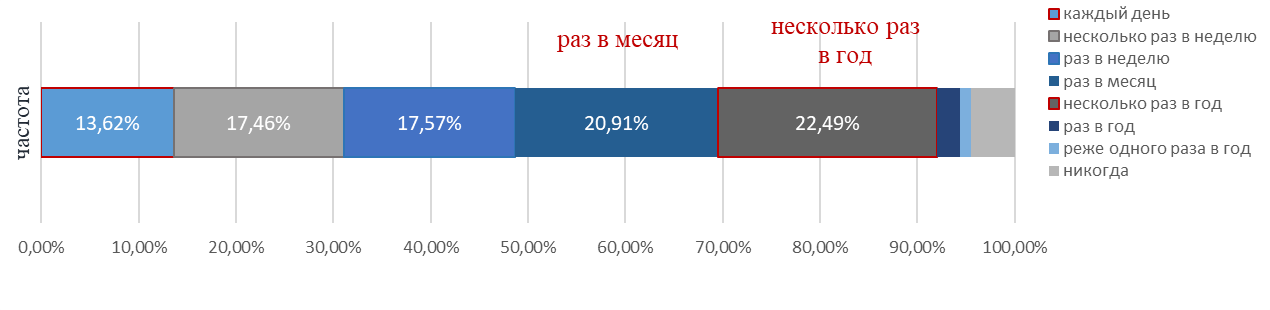 раз в месяц
несколько раз
в год
частота
13,62%
17,46%
17,57%
20,91%
22,49%
0,00%
10,00%
20,00%
30,00%
40,00%
50,00%
60,00%
70,00%
80,00%
90,00%
100,00%
каждый день
несколько раз в неделю
раз в неделю
раз в месяц
несколько раз в год
раз в год
реже одного раза в год
никогда